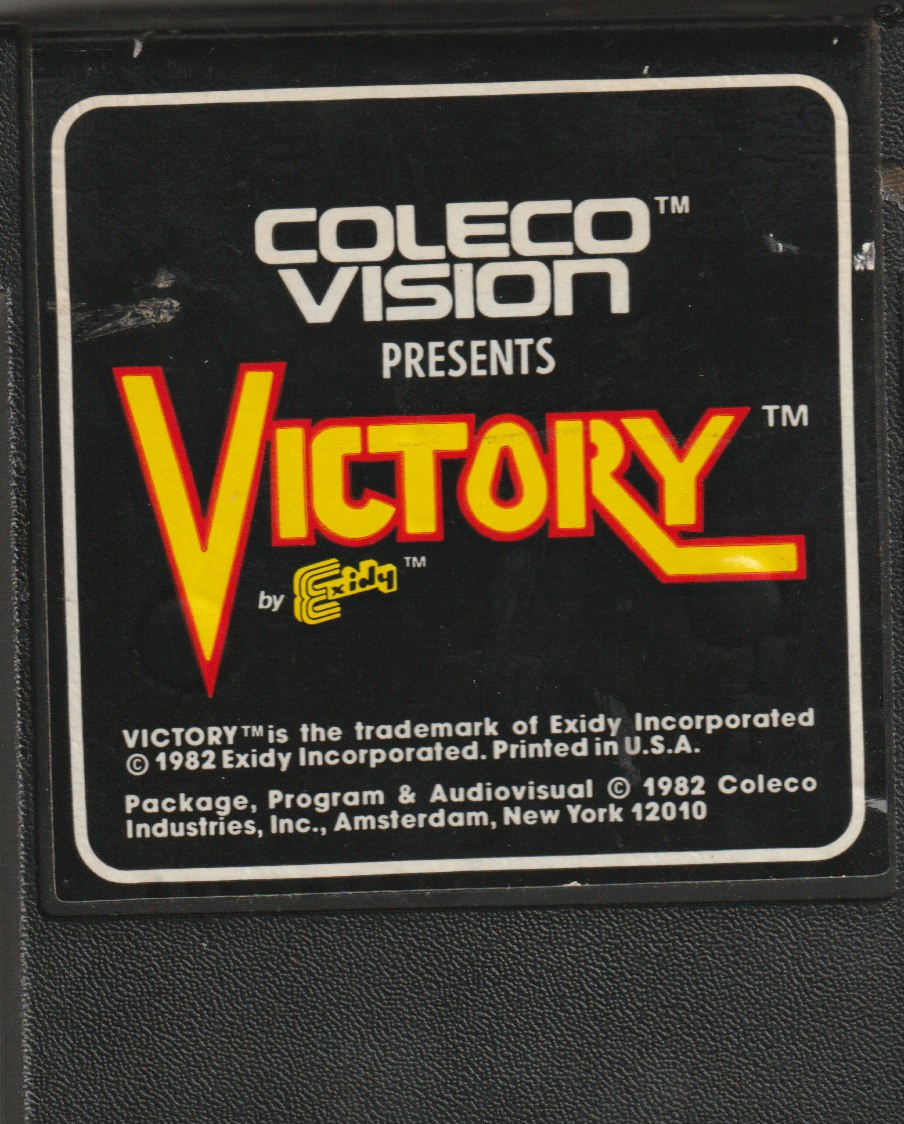 COLECO™
VISION
PRESENTS
VICTORY™
by Exidy™
VICTORY™ is the trademark of Exidy Incorporated
© 1982 Exidy Incorporated. Printed in U.S.A.
Package, Program & Audiovisual © 1982 Coleco
Industries, Inc., Amsterdam, New York 12010